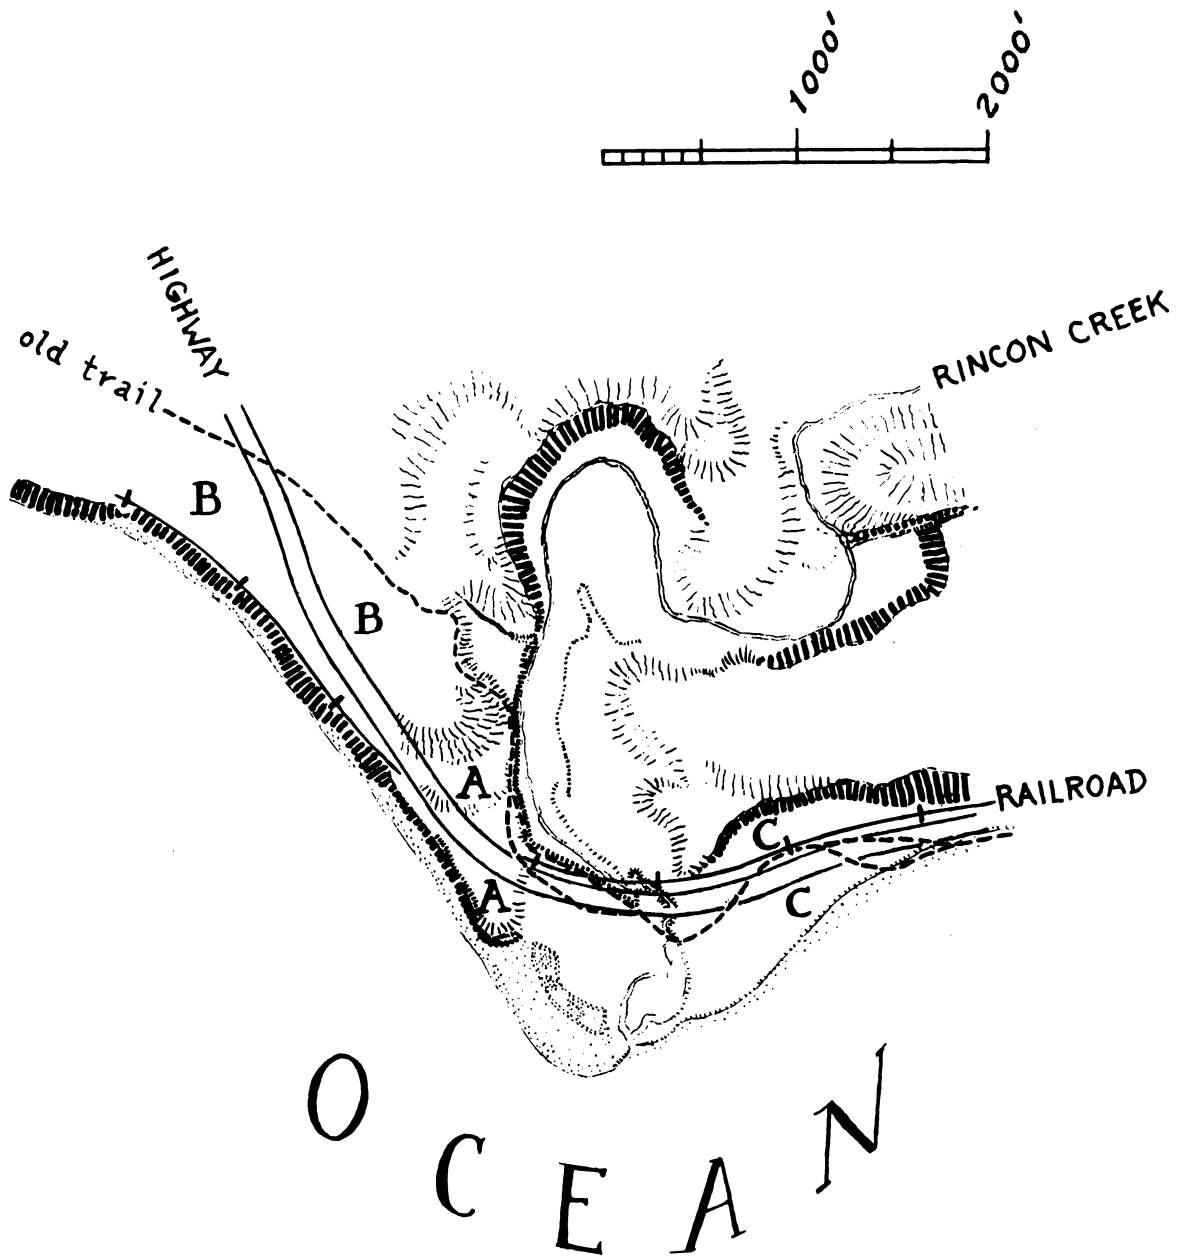 1000'
2000'
HIGHWAY
old trail
RINCON CREEK
B
B
A
RAILROAD
C
A
C
OCEAN